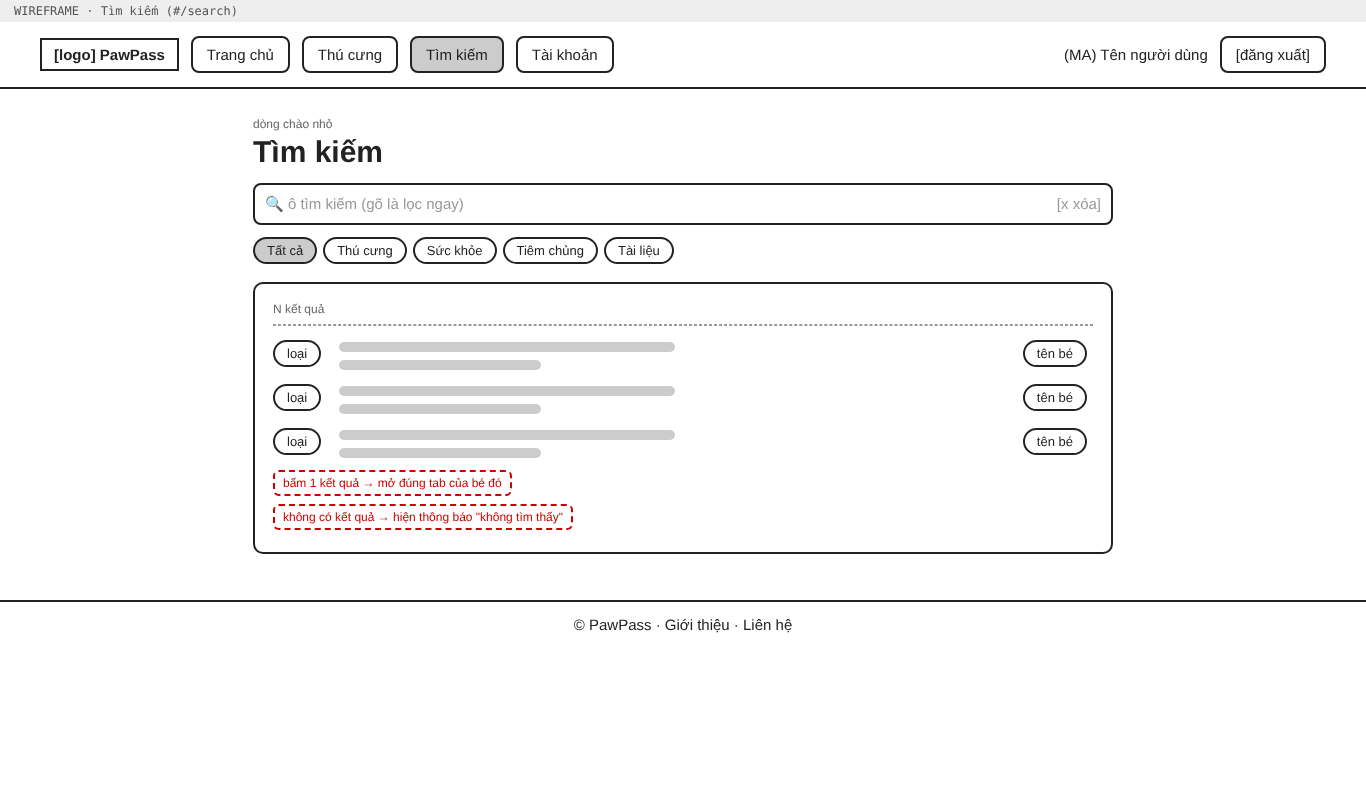 WIREFRAME · Tìm kiếm (#/search)
[logo] PawPass Trang chủ Thú cưng Tìm kiếm Tài khoản (MA) Tên người dùng [đăng xuất]
dòng chào nhỏ
Tìm kiếm
🔍 ô tìm kiếm (gõ là lọc ngay) [x xóa]
Tất cả Thú cưng Sức khỏe Tiêm chủng Tài liệu
N kết quả
loại tên bé
loại tên bé
loại tên bé
bấm 1 kết quả → mở đúng tab của bé đó
không có kết quả → hiện thông báo "không tìm thấy"
© PawPass · Giới thiệu · Liên hệ